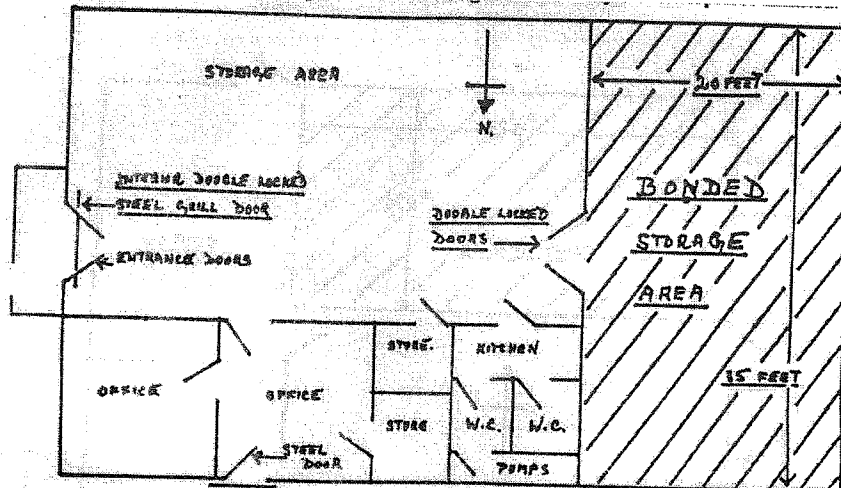 STORAGE AREA
N.
20 FEET
INTERNAL DOUBLE LOCKED
STEEL GRILL DOOR
ENTRANCE DOORS
DOUBLE LOCKED
DOORS
BONDED
STORAGE
AREA
35 FEET
OFFICE
OFFICE
STORE.
KITCHEN
STORE
W.C.
W.C.
STEEL
DOOR
PUMPS